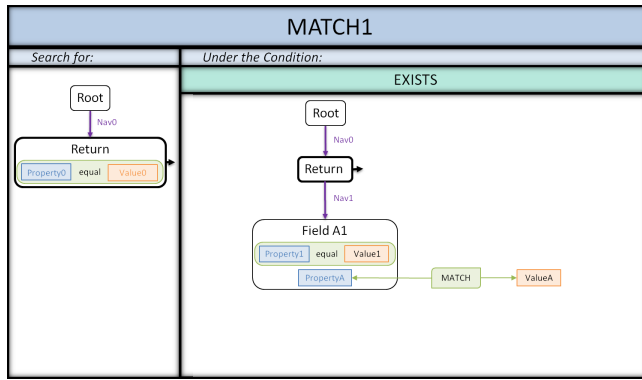 MATCH1
Search for:
Under the Condition:
EXISTS
Root
Nav0
Return
Property0 equal Value0
Root
Nav0
Return
Nav1
Field A1
Property1 equal Value1
PropertyA MATCH ValueA